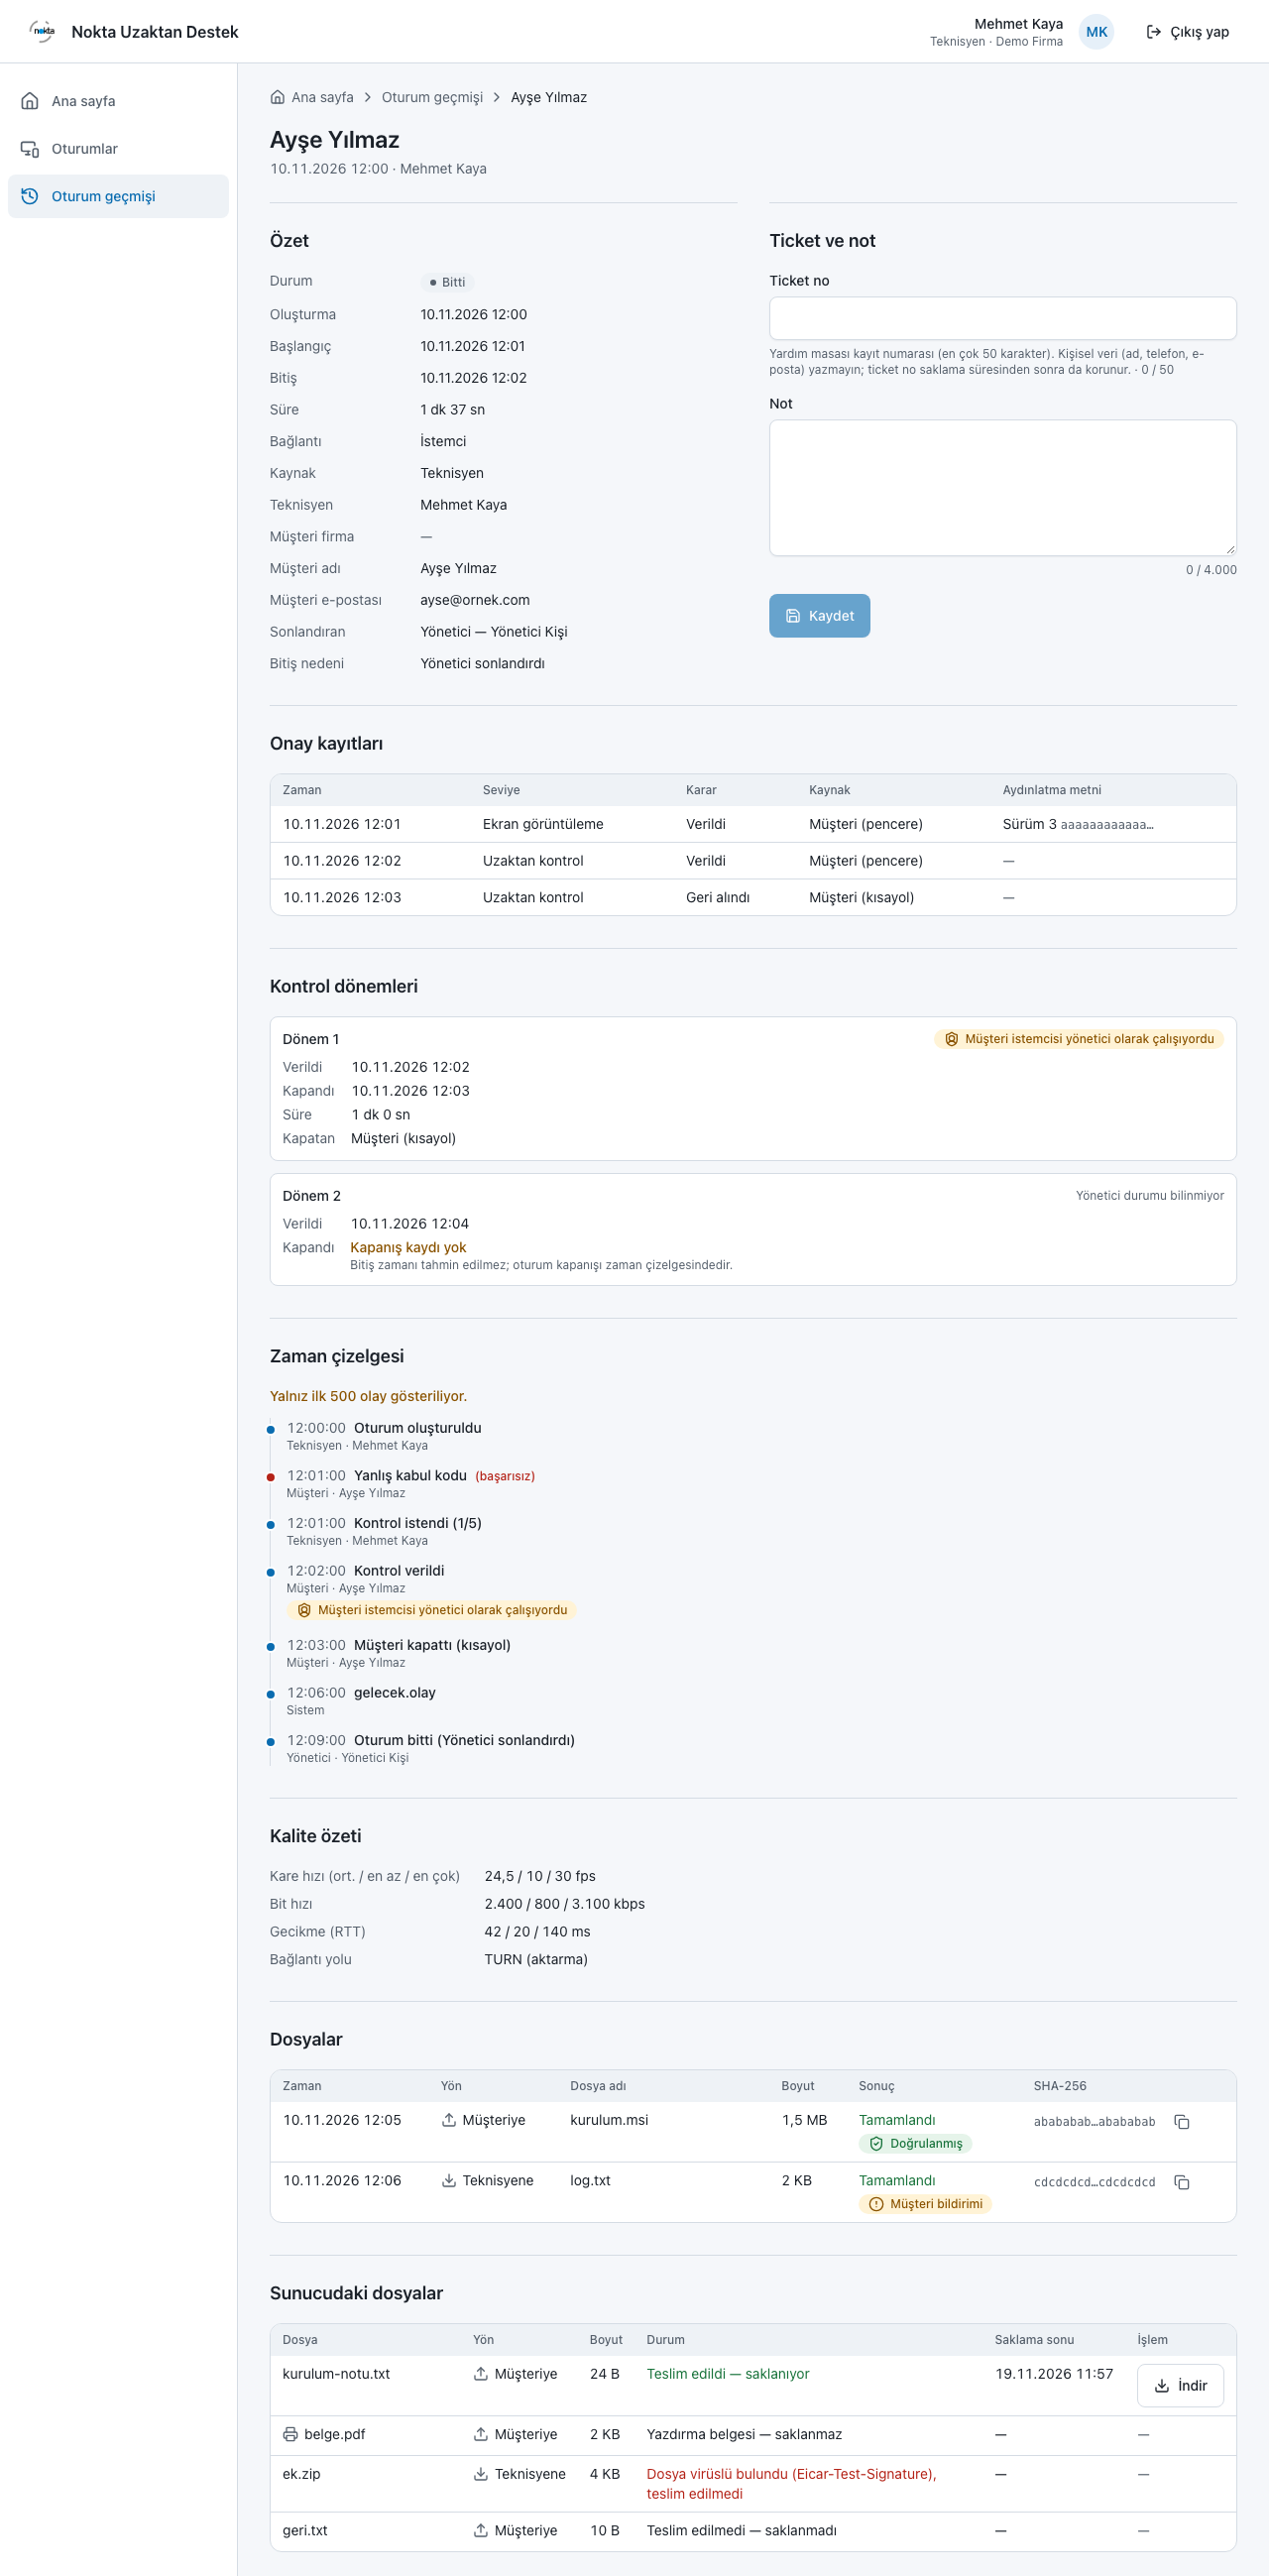 nokta
Nokta Uzaktan Destek
Mehmet Kaya
Teknisyen · Demo Firma
MK
Çıkış yap
Ana sayfa
Oturumlar
Oturum geçmişi
Ana sayfa > Oturum geçmişi > Ayşe Yılmaz
Ayşe Yılmaz
10.11.2026 12:00 · Mehmet Kaya
Özet
Durum Bitti
Oluşturma 10.11.2026 12:00
Başlangıç 10.11.2026 12:01
Bitiş 10.11.2026 12:02
Süre 1 dk 37 sn
Bağlantı İstemci
Kaynak Teknisyen
Teknisyen Mehmet Kaya
Müşteri firma —
Müşteri adı Ayşe Yılmaz
Müşteri e-postası ayse@ornek.com
Sonlandıran Yönetici — Yönetici Kişi
Bitiş nedeni Yönetici sonlandırdı
Ticket ve not
Ticket no
Yardım masası kayıt numarası (en çok 50 karakter). Kişisel veri (ad, telefon, e-
posta) yazmayın; ticket no saklama süresinden sonra da korunur. · 0 / 50
Not
0 / 4.000
Kaydet
Onay kayıtları
Zaman Seviye Karar Kaynak Aydınlatma metni
10.11.2026 12:01 Ekran görüntüleme Verildi Müşteri (pencere) Sürüm 3 aaaaaaaaaaaa…
10.11.2026 12:02 Uzaktan kontrol Verildi Müşteri (pencere) —
10.11.2026 12:03 Uzaktan kontrol Geri alındı Müşteri (kısayol) —
Kontrol dönemleri
Dönem 1 Müşteri istemcisi yönetici olarak çalışıyordu
Verildi 10.11.2026 12:02
Kapandı 10.11.2026 12:03
Süre 1 dk 0 sn
Kapatan Müşteri (kısayol)
Dönem 2 Yönetici durumu bilinmiyor
Verildi 10.11.2026 12:04
Kapandı Kapanış kaydı yok
Bitiş zamanı tahmin edilmez; oturum kapanışı zaman çizelgesindedir.
Zaman çizelgesi
Yalnız ilk 500 olay gösteriliyor.
12:00:00 Oturum oluşturuldu
Teknisyen · Mehmet Kaya
12:01:00 Yanlış kabul kodu (başarısız)
Müşteri · Ayşe Yılmaz
12:01:00 Kontrol istendi (1/5)
Teknisyen · Mehmet Kaya
12:02:00 Kontrol verildi
Müşteri · Ayşe Yılmaz
Müşteri istemcisi yönetici olarak çalışıyordu
12:03:00 Müşteri kapattı (kısayol)
Müşteri · Ayşe Yılmaz
12:06:00 gelecek.olay
Sistem
12:09:00 Oturum bitti (Yönetici sonlandırdı)
Yönetici · Yönetici Kişi
Kalite özeti
Kare hızı (ort. / en az / en çok) 24,5 / 10 / 30 fps
Bit hızı 2.400 / 800 / 3.100 kbps
Gecikme (RTT) 42 / 20 / 140 ms
Bağlantı yolu TURN (aktarma)
Dosyalar
Zaman Yön Dosya adı Boyut Sonuç SHA-256
10.11.2026 12:05 Müşteriye kurulum.msi 1,5 MB Tamamlandı abababab…abababab
Doğrulanmış
10.11.2026 12:06 Teknisyene log.txt 2 KB Tamamlandı cdcdcdcd…cdcdcdcd
Müşteri bildirimi
Sunucudaki dosyalar
Dosya Yön Boyut Durum Saklama sonu İşlem
kurulum-notu.txt Müşteriye 24 B Teslim edildi — saklanıyor 19.11.2026 11:57 İndir
belge.pdf Müşteriye 2 KB Yazdırma belgesi — saklanmaz — —
ek.zip Teknisyene 4 KB Dosya virüslü bulundu (Eicar-Test-Signature), — —
teslim edilmedi
geri.txt Müşteriye 10 B Teslim edilmedi — saklanmadı — —